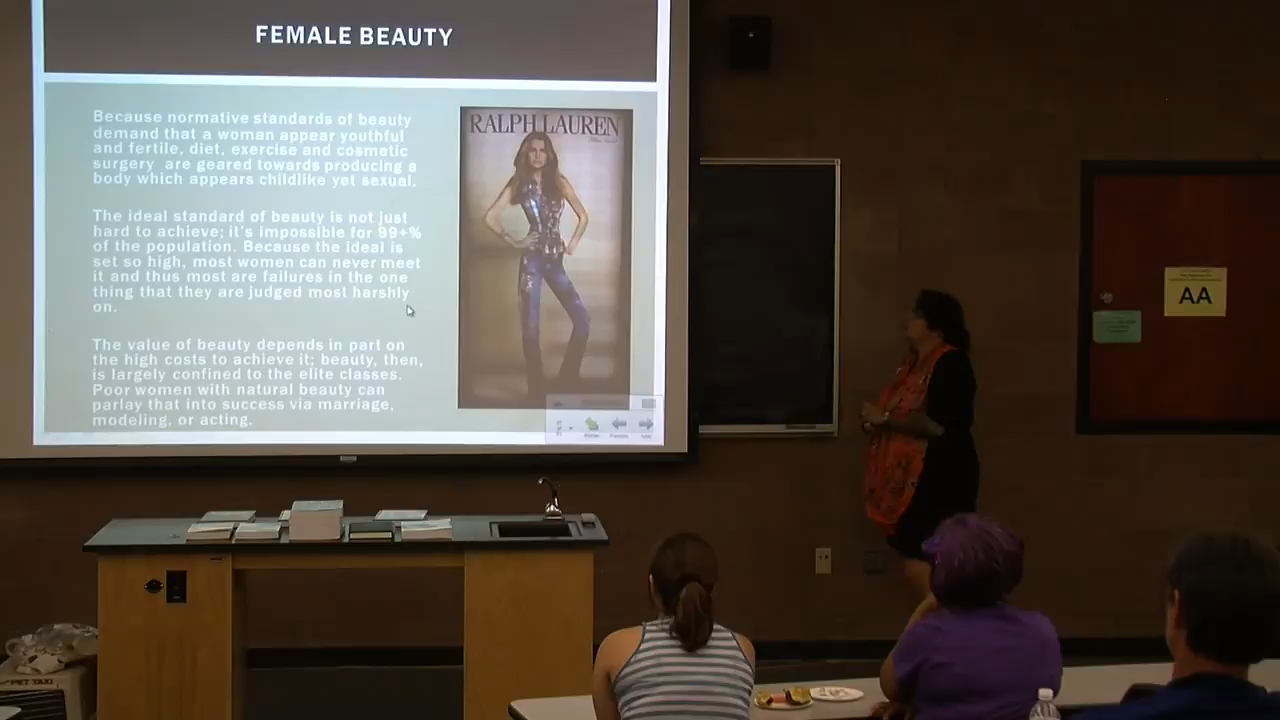 FEMALE BEAUTY
Because normative standards of beauty
demand that a woman appear youthful
and fertile, diet, exercise and cosmetic
surgery are geared towards producing a
body which appears childlike yet sexual.
The ideal standard of beauty is not just
hard to achieve; it's impossible for 99+%
of the population. Because the ideal is
set so high, most women can never meet
it and thus most are failures in the one
thing that they are judged most harshly
on.
The value of beauty depends in part on
the high costs to achieve it; beauty, then,
is largely confined to the elite classes.
Poor women with natural beauty can
parlay that into success via marriage,
modeling, or acting.
RALPH LAUREN
AA
PET TAXI